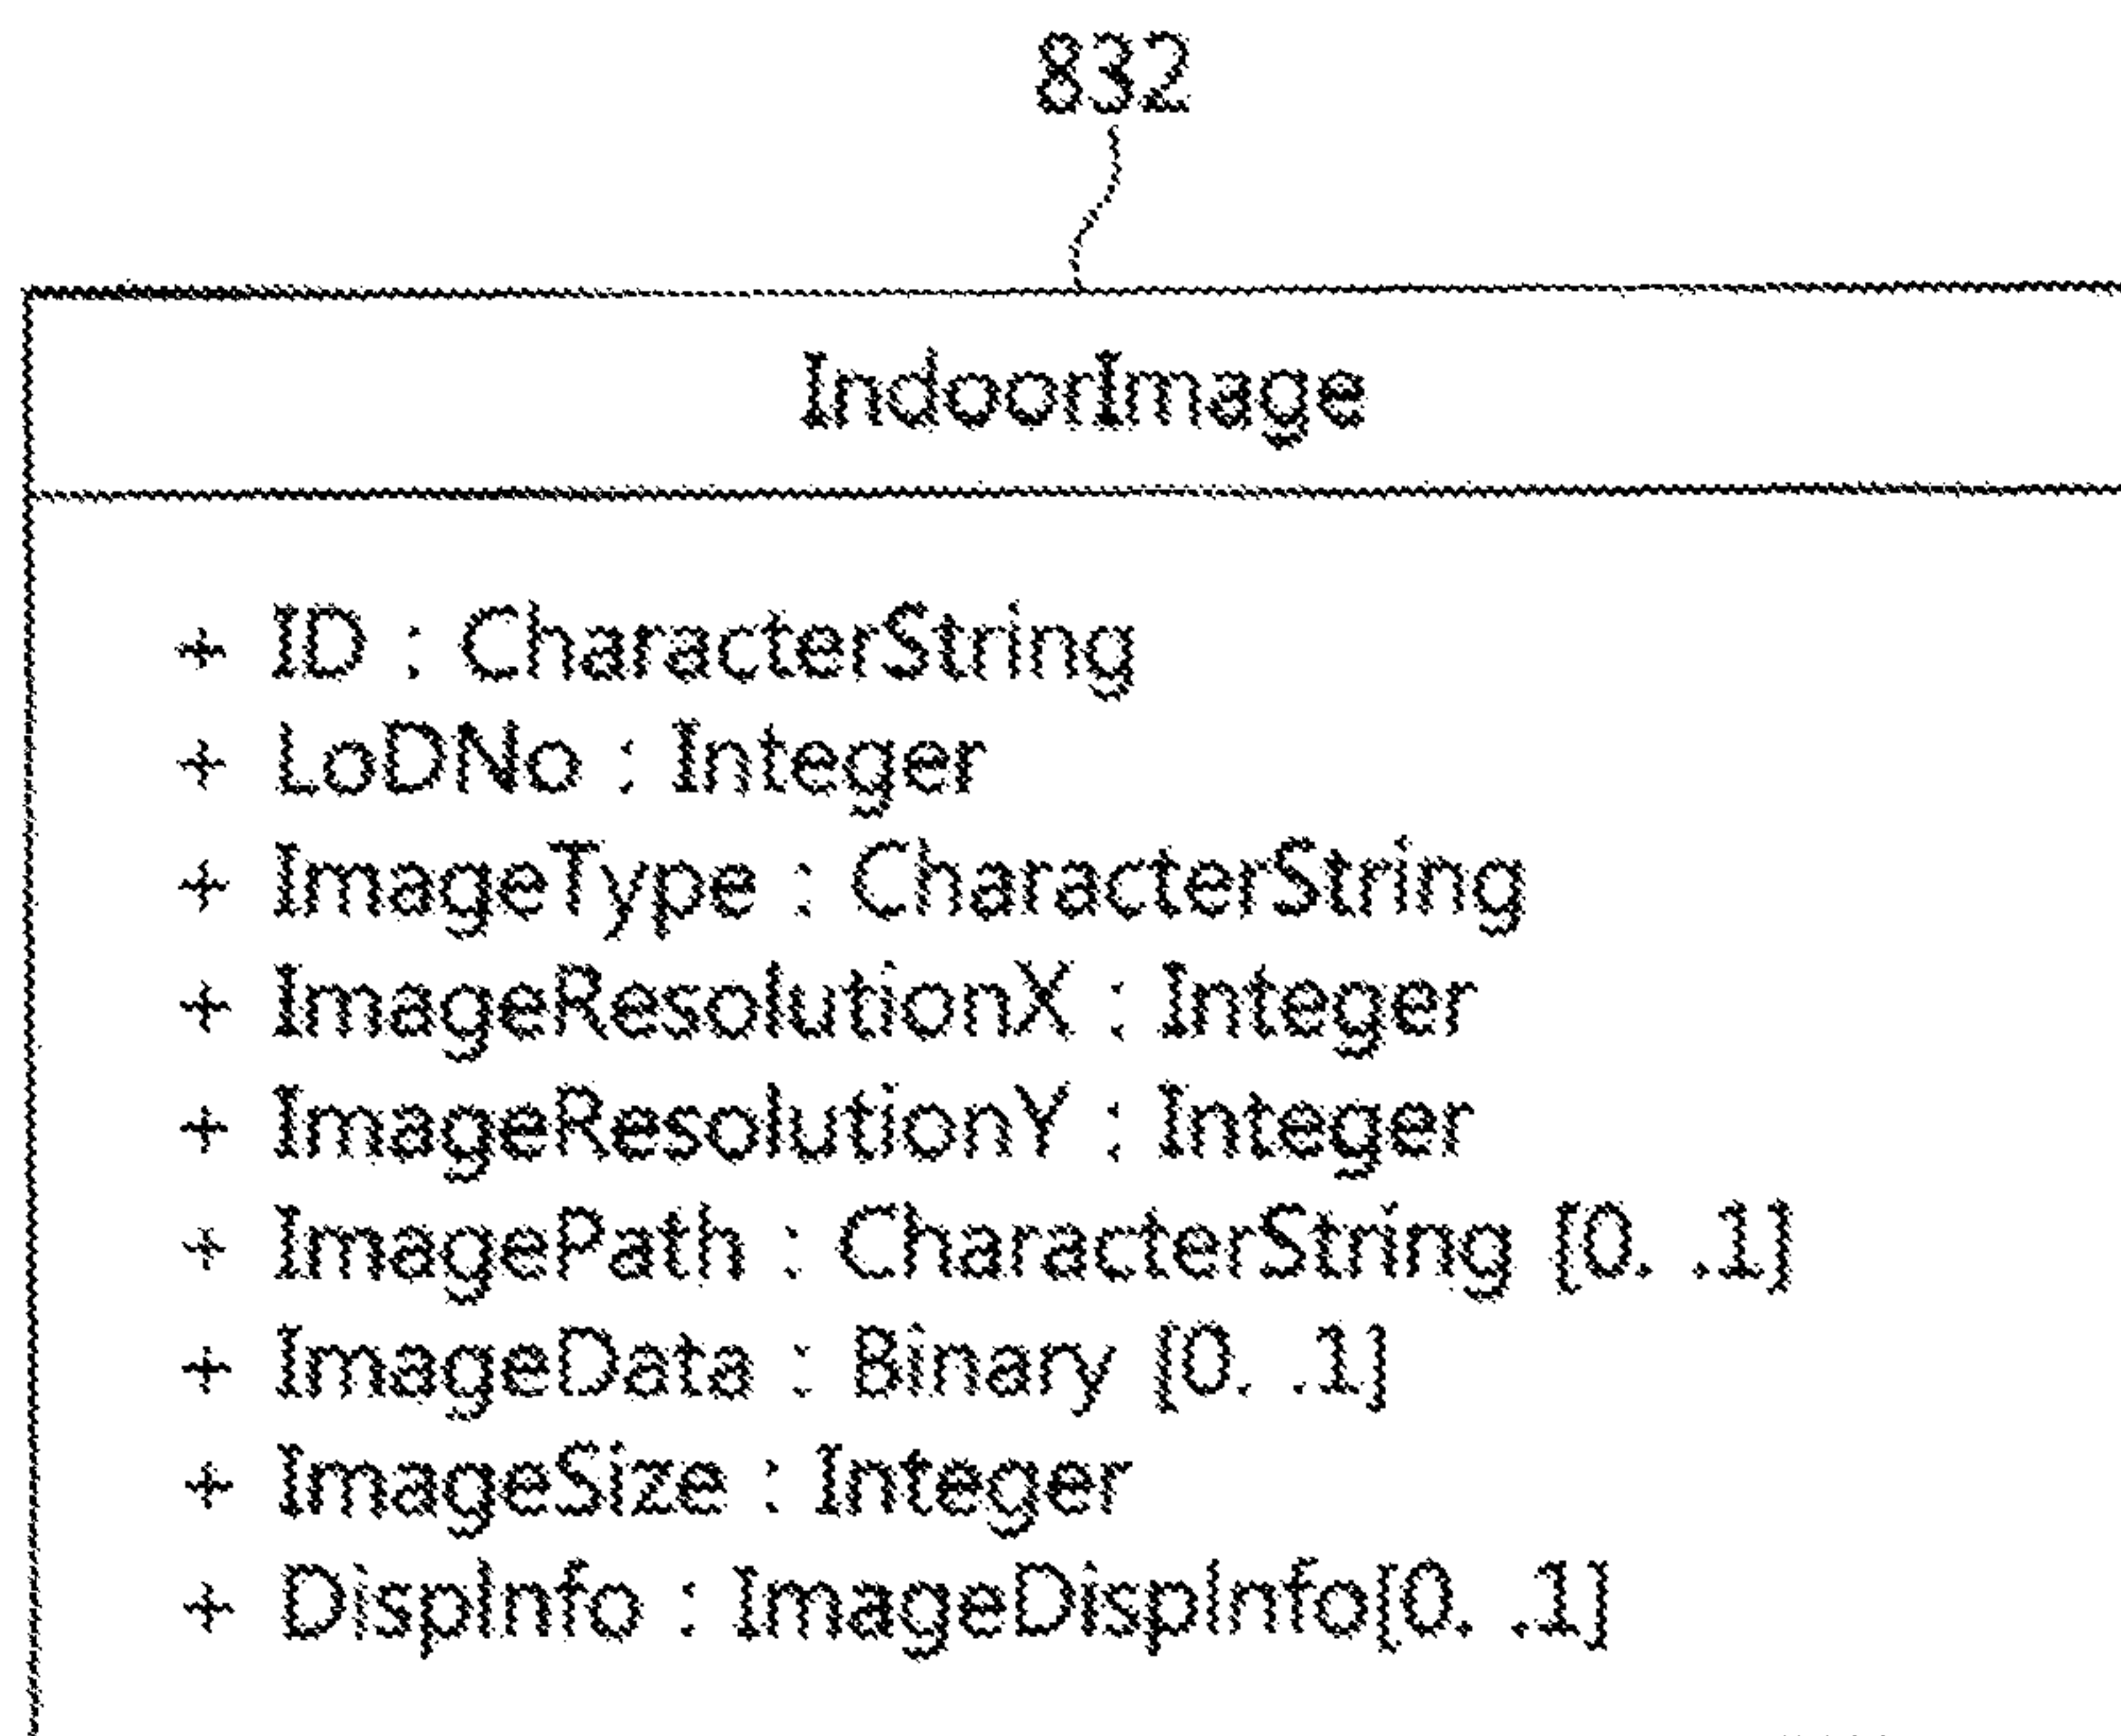 832
IndoorImage
+ ID : CharacterString
+ LoDNo : Integer
+ ImageType : CharacterString
+ ImageResolutionX : Integer
+ ImageResolutionY : Integer
+ ImagePath : CharacterString [0. .1]
+ ImageData : Binary [0. .1]
+ ImageSize : Integer
+ DispInfo : ImageDispInfo[0. .1]